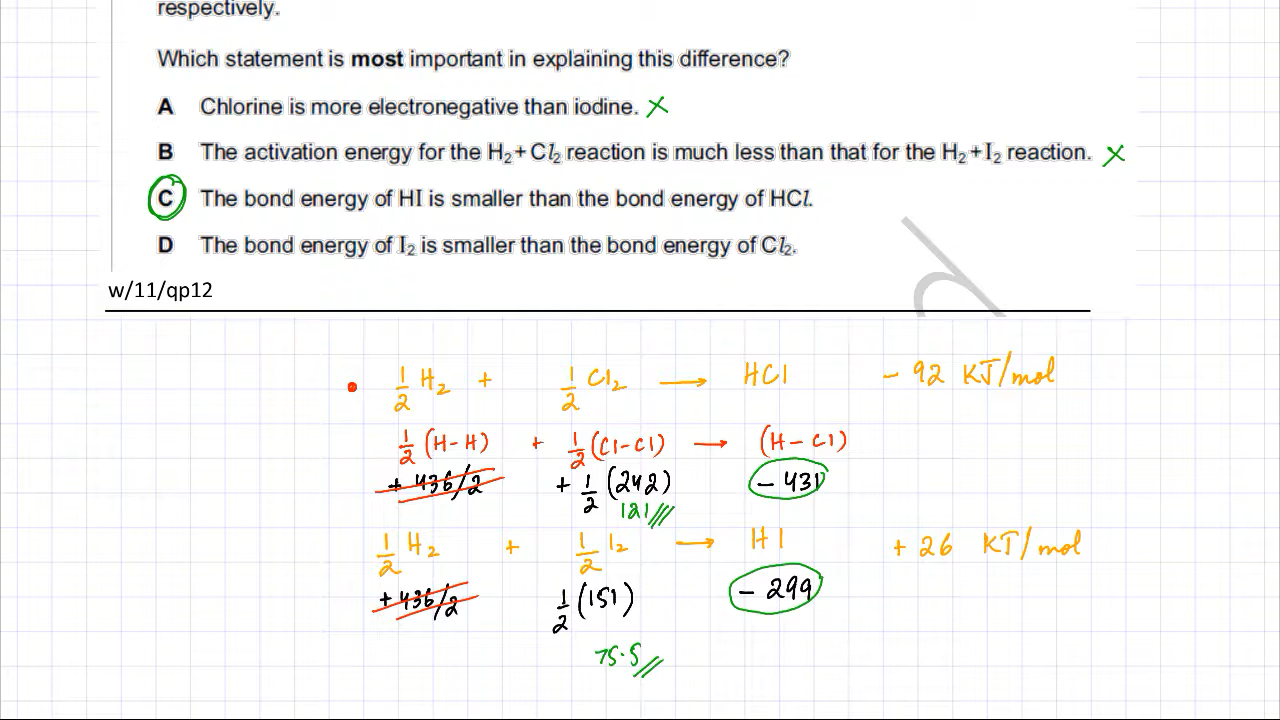 respectively.
Which statement is most important in explaining this difference?
A Chlorine is more electronegative than iodine. ×
B The activation energy for the H₂ + Cl₂ reaction is much less than that for the H₂ + I₂ reaction. ×
C The bond energy of HI is smaller than the bond energy of HCl.
D The bond energy of I₂ is smaller than the bond energy of Cl₂.
w/11/qp12
d
• 1/2 H₂ + 1/2 Cl₂ → HCl - 92 KJ/mol
1/2 (H-H) + 1/2 (Cl-Cl) → (H-Cl)
+ 436/2 + 1/2 (242) - 431
121
1/2 H₂ + 1/2 I₂ → HI + 26 KJ/mol
+ 436/2 1/2 (151) - 299
75.5